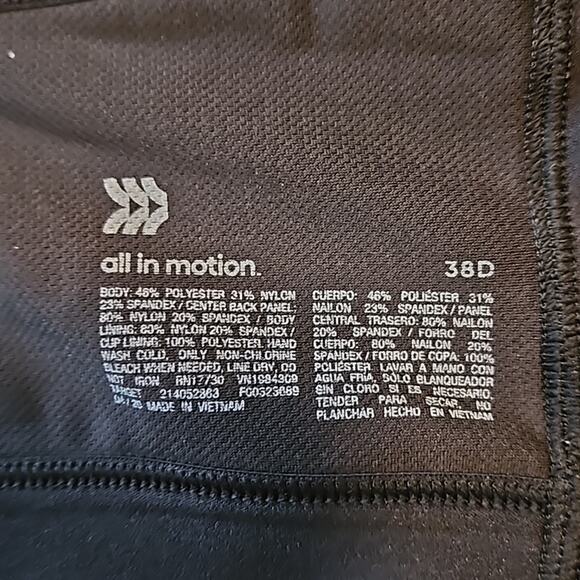 all in motion.
38D
BODY: 46% POLYESTER 31% NYLON
23% SPANDEX / CENTER BACK PANEL:
80% NYLON 20% SPANDEX / BODY
LINING: 80% NYLON 20% SPANDEX /
CUP LINING: 100% POLYESTER. HAND
WASH COLD, ONLY NON-CHLORINE
BLEACH WHEN NEEDED, LINE DRY, DO
NOT IRON RN17730 VN1984309
TARGET 214052863
MADE IN VIETNAM
CUERPO: 46% POLIÉSTER 31%
NAILON 23% SPANDEX / PANEL
CENTRAL TRASERO: 80% NAILON
20% SPANDEX / FORRO DEL
CUERPO: 80% NAILON 20%
SPANDEX / FORRO DE COPA: 100%
POLIÉSTER. LAVAR A MANO CON
AGUA FRÍA, SÓLO BLANQUEADOR
SIN CLORO SI ES NECESARIO,
TENDER PARA SECAR, NO
PLANCHAR HECHO EN VIETNAM